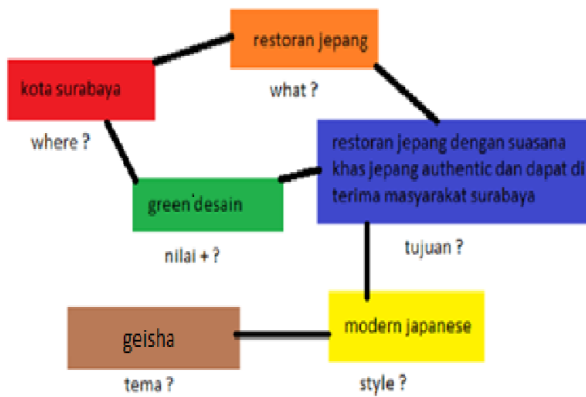 restoran jepang
what ?
kota surabaya
where ?
restoran jepang dengan suasana
khas jepang authentic dan dapat di
terima masyarakat surabaya
tujuan ?
green desain
nilai + ?
modern japanese
style ?
geisha
tema ?